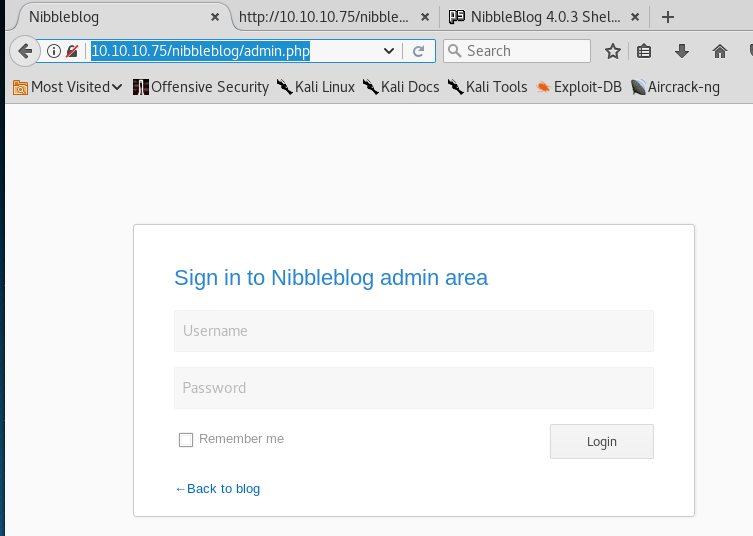 Nibbleblog × http://10.10.10.75/nibble... × NibbleBlog 4.0.3 Shel... × +
10.10.10.75/nibbleblog/admin.php Search
Most Visited Offensive Security Kali Linux Kali Docs Kali Tools Exploit-DB Aircrack-ng
Sign in to Nibbleblog admin area
Username
Password
Remember me Login
←Back to blog